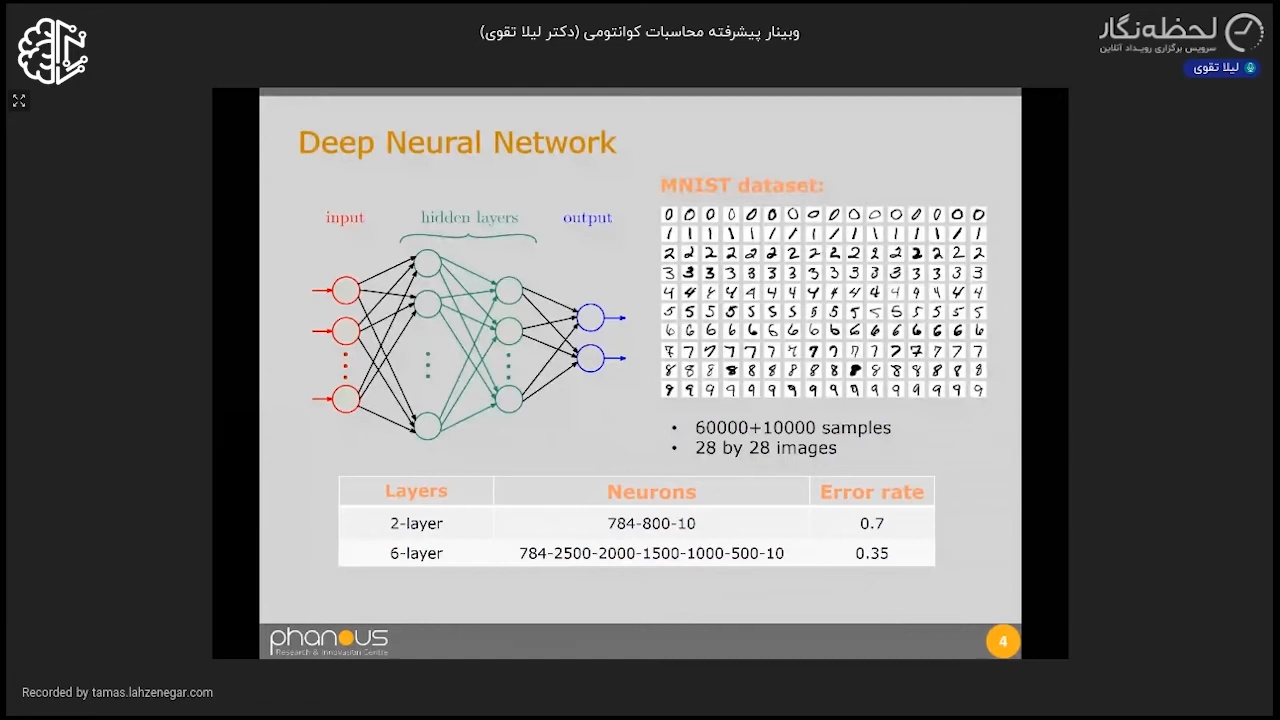 وبینار پیشرفته محاسبات کوانتومی (دکتر لیلا تقوی)
لحظه‌نگار
سرویس برگزاری رویداد آنلاین
لیلا تقوی
Deep Neural Network
MNIST dataset:
input
hidden layers
output
0 0 0 0 0 0 0 0 0 0 0 0 0 0 0 0
1 1 1 1 1 1 1 1 1 1 1 1 1 1 1 1
2 2 2 2 2 2 2 2 2 2 2 2 2 2 2 2
3 3 3 3 3 3 3 3 3 3 3 3 3 3 3 3
4 4 4 4 4 4 4 4 4 4 4 4 4 4 4 4
5 5 5 5 5 5 5 5 5 5 5 5 5 5 5 5
6 6 6 6 6 6 6 6 6 6 6 6 6 6 6 6
7 7 7 7 7 7 7 7 7 7 7 7 7 7 7 7
8 8 8 8 8 8 8 8 8 8 8 8 8 8 8 8
9 9 9 9 9 9 9 9 9 9 9 9 9 9 9 9
• 60000+10000 samples
• 28 by 28 images
Layers Neurons Error rate
2-layer 784-800-10 0.7
6-layer 784-2500-2000-1500-1000-500-10 0.35
phanous
Research & Innovation Centre
4
Recorded by tamas.lahzenegar.com